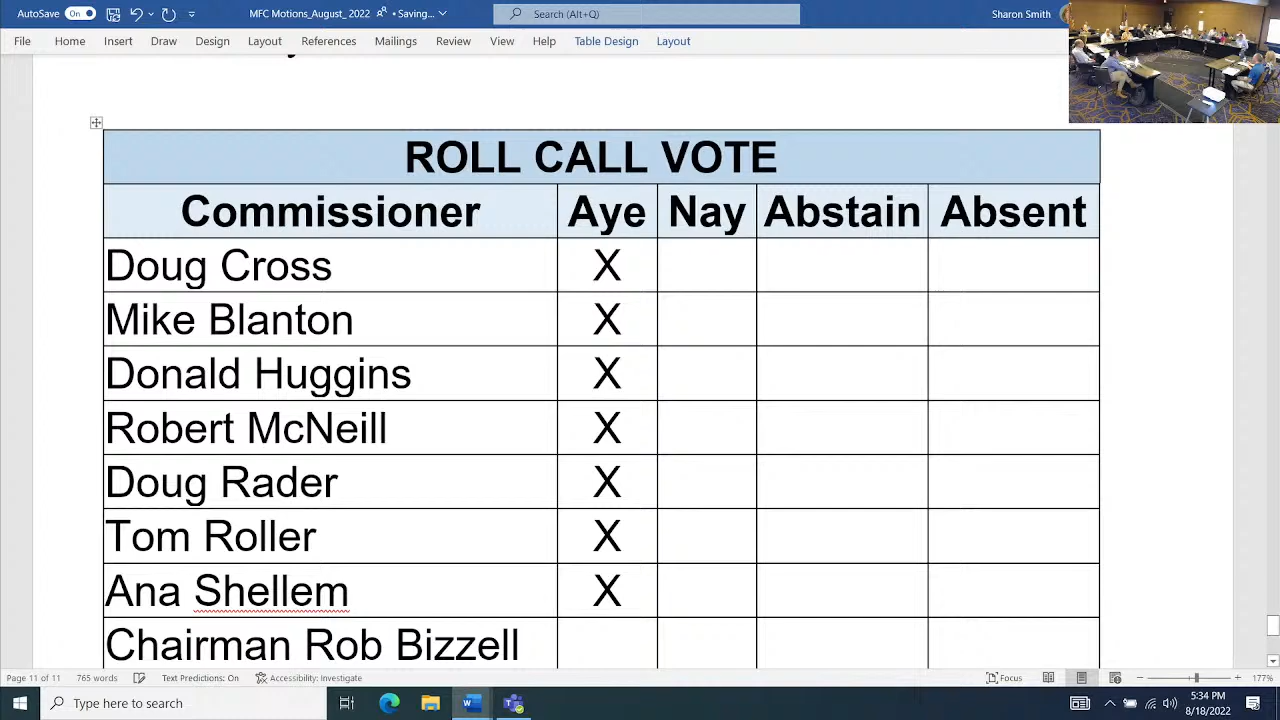 AutoSave On MFC Motions_August_ 2022 Saving... Search (Alt+Q) Sharon Smith
File Home Insert Draw Design Layout References Mailings Review View Help Table Design Layout
ROLL CALL VOTE
Commissioner Aye Nay Abstain Absent
Doug Cross X
Mike Blanton X
Donald Huggins X
Robert McNeill X
Doug Rader X
Tom Roller X
Ana Shellem X
Chairman Rob Bizzell
Page 11 of 11 765 words Text Predictions: On Accessibility: Investigate Focus 177%
Type here to search 5:34 PM
8/18/2022